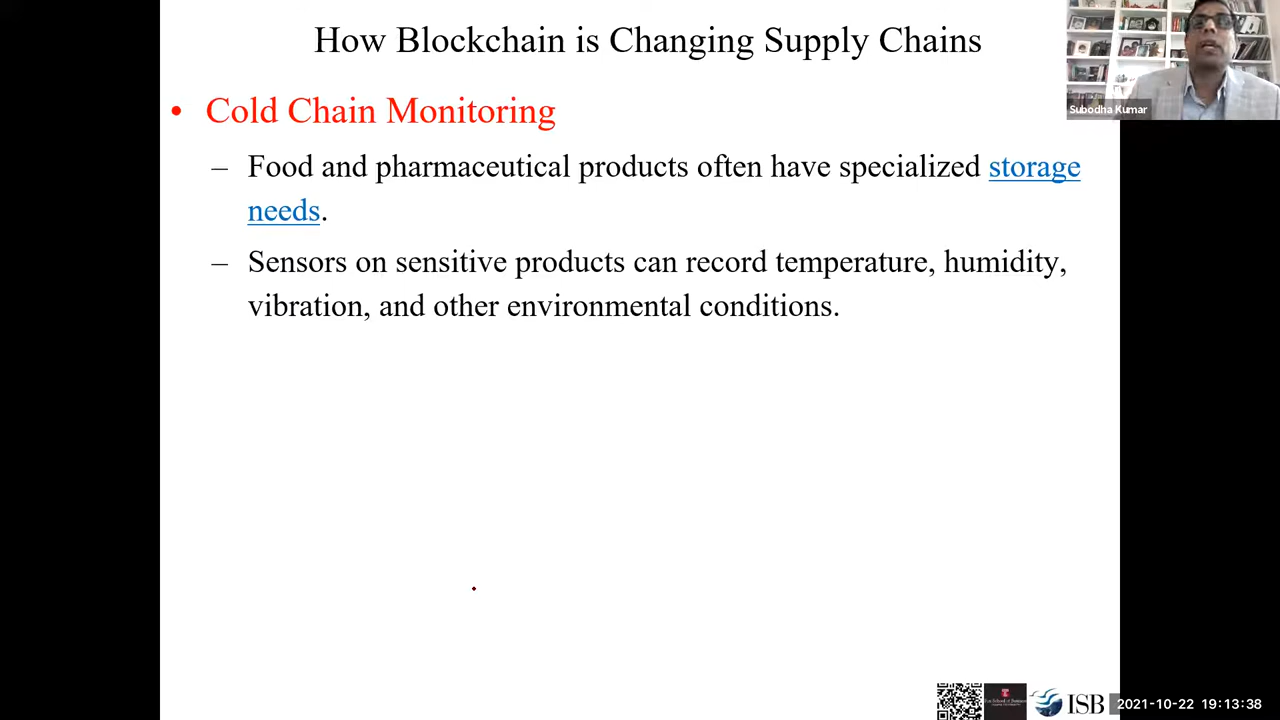 How Blockchain is Changing Supply Chains
Subodha Kumar
• Cold Chain Monitoring
– Food and pharmaceutical products often have specialized storage
needs.
– Sensors on sensitive products can record temperature, humidity,
vibration, and other environmental conditions.
ISB
2021-10-22 19:13:38